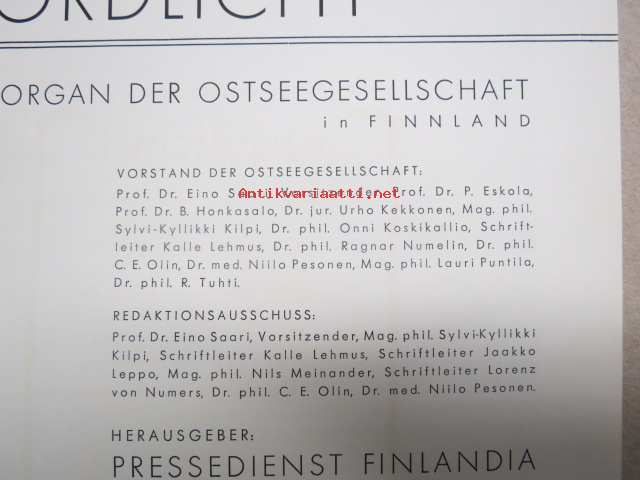 ORDLICHT
ORGAN DER OSTSEEGESELLSCHAFT
in FINNLAND
VORSTAND DER OSTSEEGESELLSCHAFT:
Prof. Dr. Eino Saari, Vorsitzender, Prof. Dr. P. Eskola,
Antikvariaatti.net
Prof. Dr. B. Honkasalo, Dr. jur. Urho Kekkonen, Mag. phil.
Sylvi-Kyllikki Kilpi, Dr. phil. Onni Koskikallio, Schrift-
leiter Kalle Lehmus, Dr. phil. Ragnar Numelin, Dr. phil.
C. E. Olin, Dr. med. Niilo Pesonen, Mag. phil. Lauri Puntila,
Dr. phil. R. Tuhti.
REDAKTIONSAUSSCHUSS:
Prof. Dr. Eino Saari, Vorsitzender, Mag. phil. Sylvi-Kyllikki
Kilpi, Schriftleiter Kalle Lehmus, Schriftleiter Jaakko
Leppo, Mag. phil. Nils Meinander, Schriftleiter Lorenz
von Numers, Dr. phil. C. E. Olin, Dr. med. Niilo Pesonen.
HERAUSGEBER:
PRESSEDIENST FINLANDIA